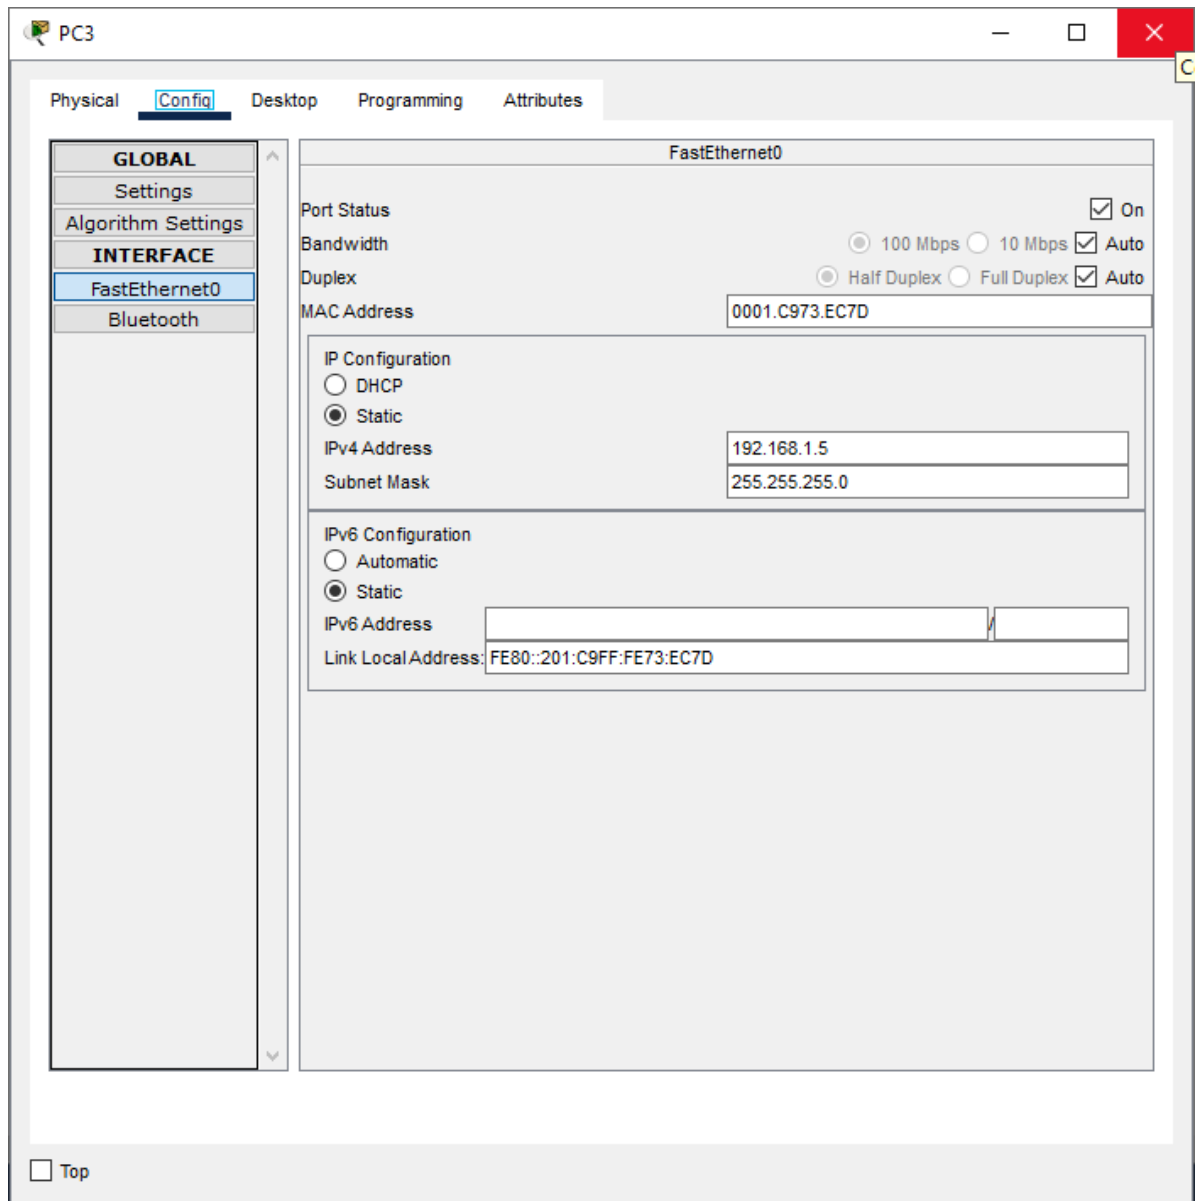 PC3
C
Physical Config Desktop Programming Attributes
GLOBAL
Settings
Algorithm Settings
INTERFACE
FastEthernet0
Bluetooth
FastEthernet0
Port Status On
Bandwidth 100 Mbps 10 Mbps Auto
Duplex Half Duplex Full Duplex Auto
MAC Address 0001.C973.EC7D
IP Configuration
DHCP
Static
IPv4 Address 192.168.1.5
Subnet Mask 255.255.255.0
IPv6 Configuration
Automatic
Static
IPv6 Address /
Link Local Address: FE80::201:C9FF:FE73:EC7D
Top